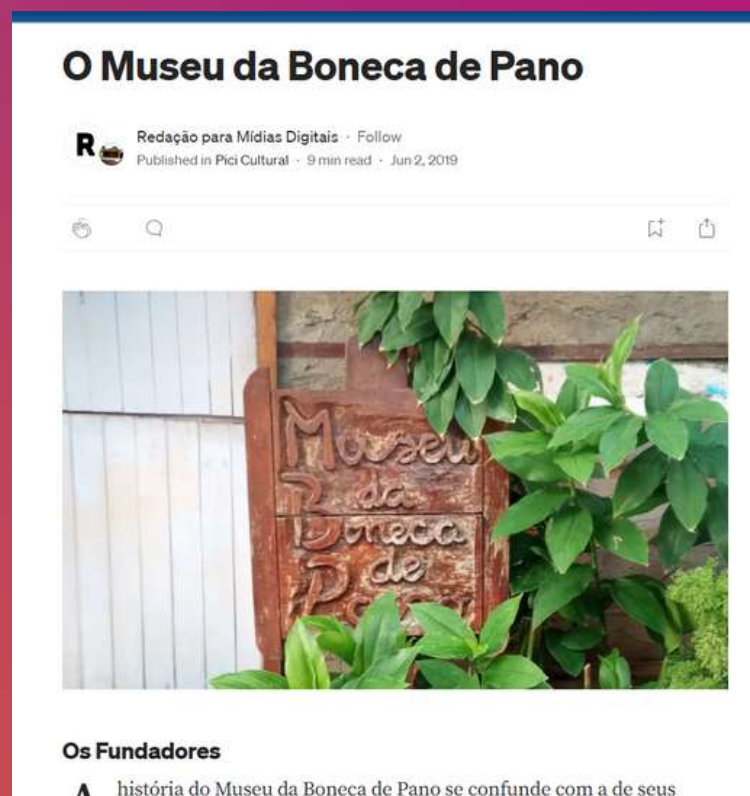 O Museu da Boneca de Pano
R
Redação para Mídias Digitais · Follow
Published in Pici Cultural · 9 min read · Jun 2, 2019
Museu
da
Boneca
de
Pano
Os Fundadores
A história do Museu da Boneca de Pano se confunde com a de seus